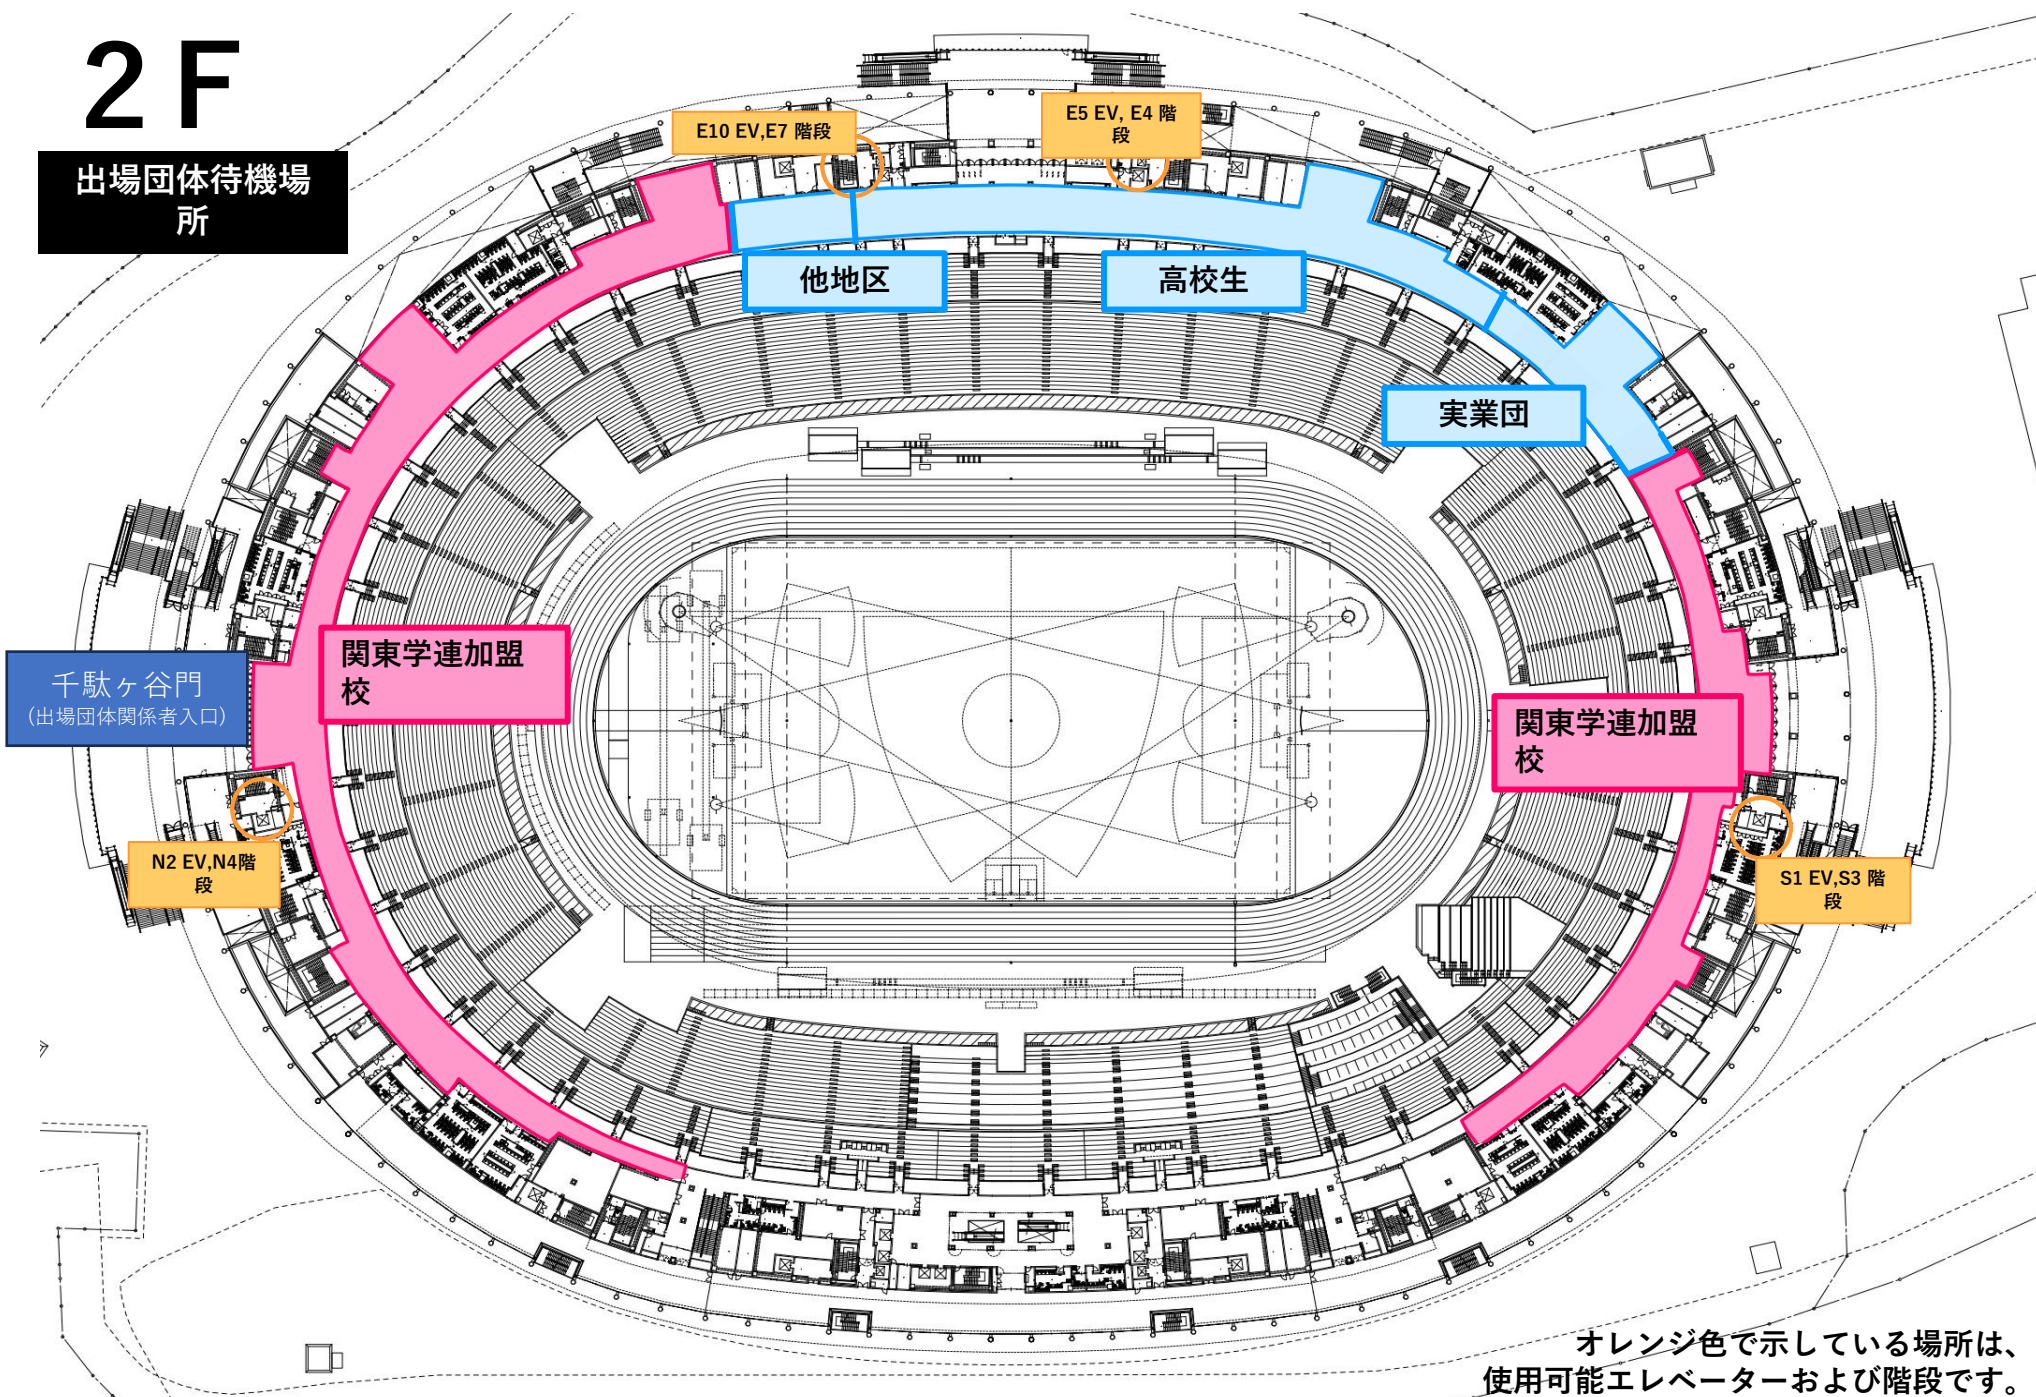 2F
出場団体待機場
所
E10 EV,E7 階段
E5 EV, E4 階
段
他地区
高校生
実業団
関東学連加盟
校
千駄ヶ谷門
(出場団体関係者入口)
関東学連加盟
校
N2 EV,N4階
段
S1 EV,S3 階
段
オレンジ色で示している場所は、
使用可能エレベーターおよび階段です。